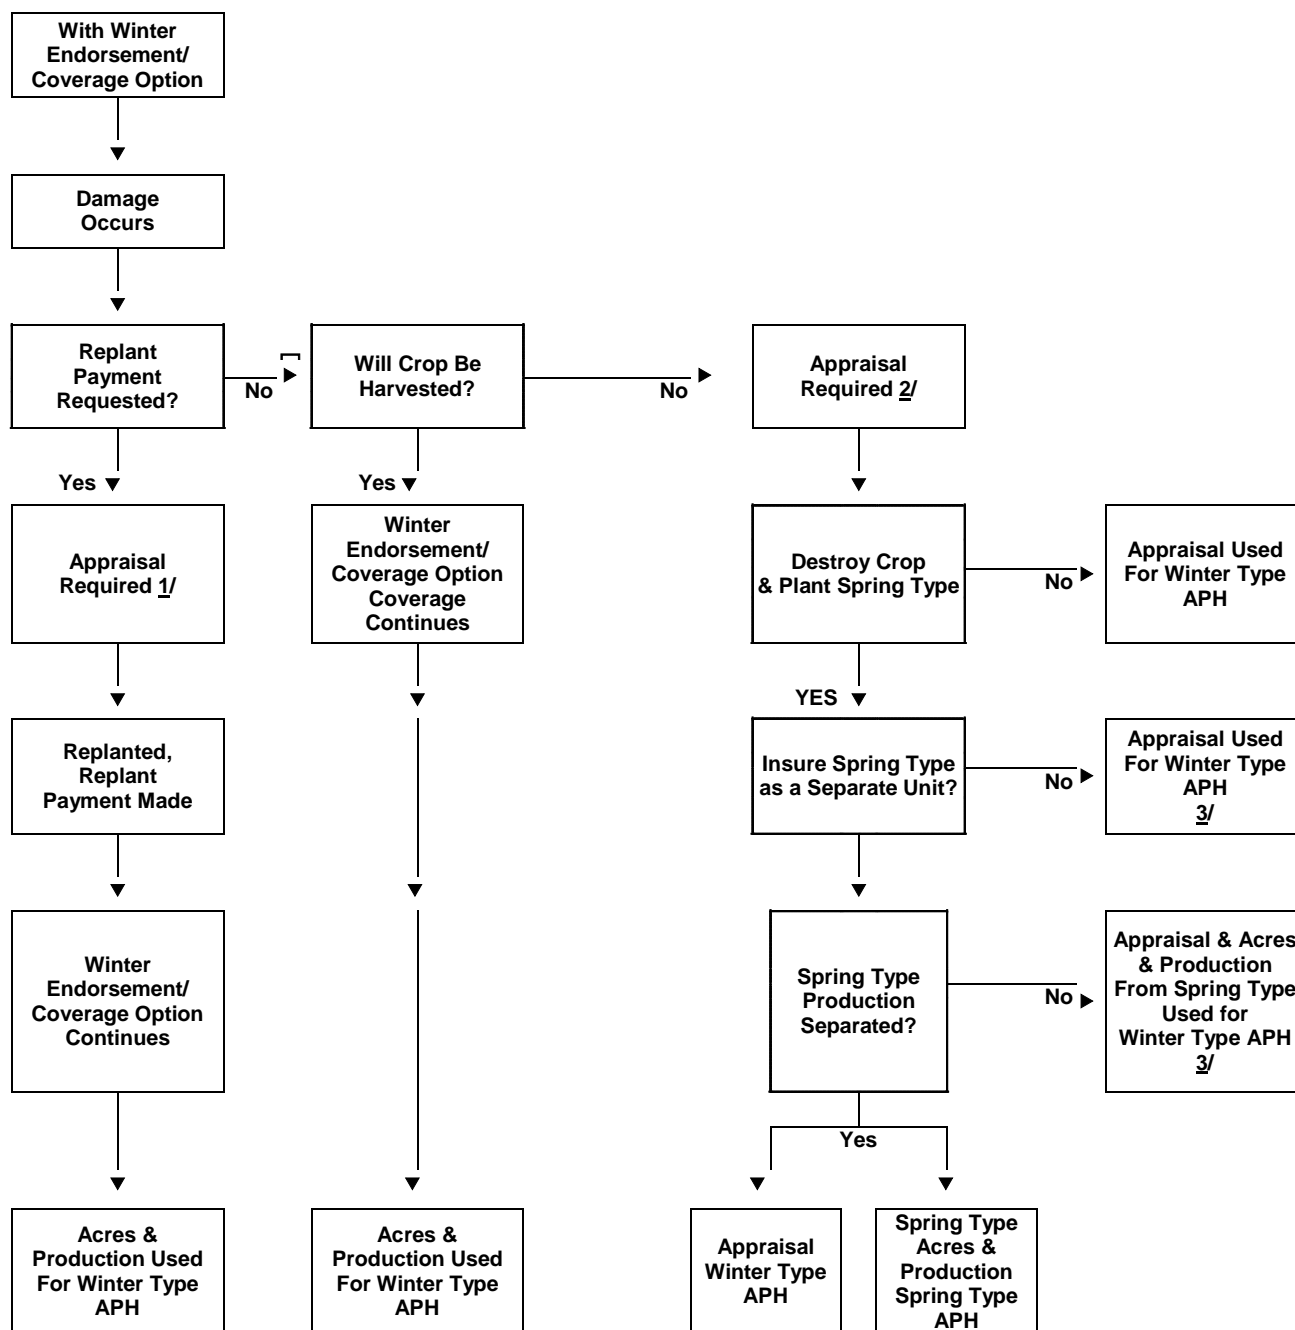 With Winter
Endorsement/
Coverage Option
Damage
Occurs
Replant
Payment
Requested?
No
Will Crop Be
Harvested?
No
Appraisal
Required 2/
Yes
Yes
Appraisal
Required 1/
Winter
Endorsement/
Coverage Option
Coverage
Continues
Destroy Crop
& Plant Spring Type
No
Appraisal Used
For Winter Type
APH
YES
Replanted,
Replant
Payment Made
Insure Spring Type
as a Separate Unit?
No
Appraisal Used
For Winter Type
APH
3/
Winter
Endorsement/
Coverage Option
Continues
Spring Type
Production
Separated?
No
Appraisal & Acres
& Production
From Spring Type
Used for
Winter Type APH
3/
Yes
Acres &
Production Used
For Winter Type
APH
Acres &
Production Used
For Winter Type
APH
Appraisal
Winter Type
APH
Spring Type
Acres &
Production
Spring Type
APH